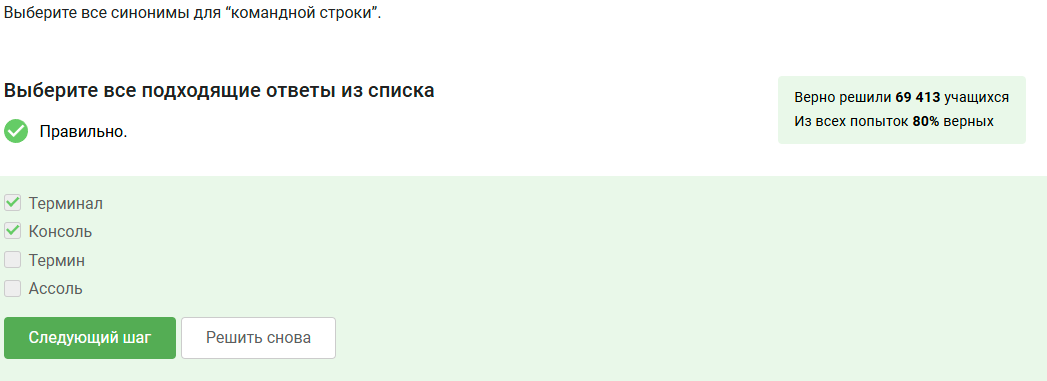 Выберите все синонимы для “командной строки”.
Выберите все подходящие ответы из списка
Правильно.
Верно решили 69 413 учащихся
Из всех попыток 80% верных
Терминал
Консоль
Термин
Ассоль
Следующий шаг
Решить снова